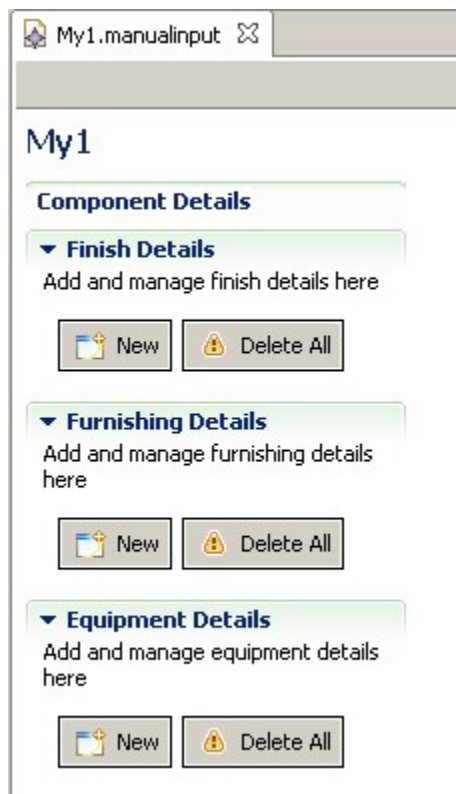 My1.manualinput
My1
Component Details
Finish Details
Add and manage finish details here
New Delete All
Furnishing Details
Add and manage furnishing details
here
New Delete All
Equipment Details
Add and manage equipment details
here
New Delete All